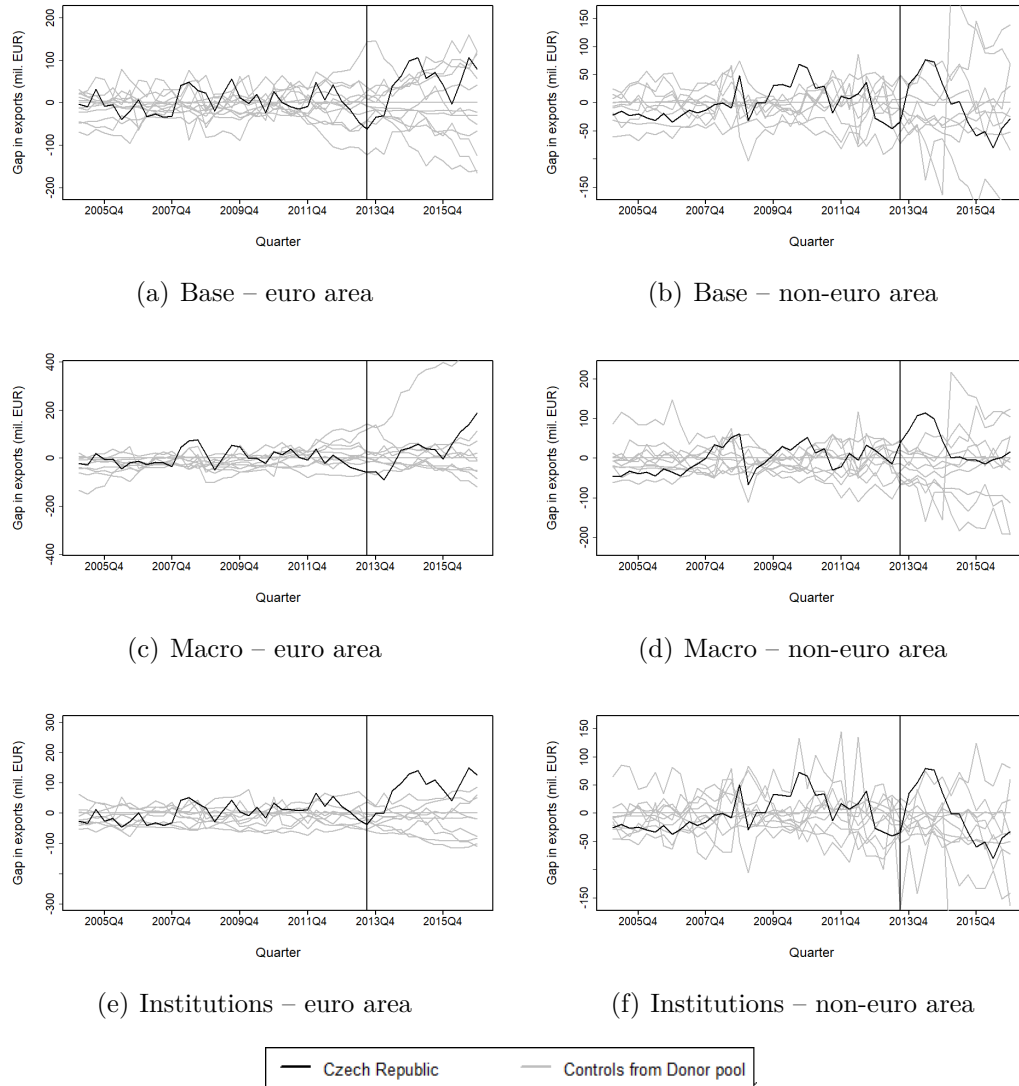 Gap in exports (mil. EUR)
200
100
0
-100
-200
2005Q4 2007Q4 2009Q4 2011Q4 2013Q4 2015Q4
Quarter
(a) Base – euro area
Gap in exports (mil. EUR)
150
50
0
-50
-150
2005Q4 2007Q4 2009Q4 2011Q4 2013Q4 2015Q4
Quarter
(b) Base – non-euro area
Gap in exports (mil. EUR)
400
200
0
-200
-400
2005Q4 2007Q4 2009Q4 2011Q4 2013Q4 2015Q4
Quarter
(c) Macro – euro area
Gap in exports (mil. EUR)
200
100
0
-100
-200
2005Q4 2007Q4 2009Q4 2011Q4 2013Q4 2015Q4
Quarter
(d) Macro – non-euro area
Gap in exports (mil. EUR)
300
200
100
0
-100
-300
2005Q4 2007Q4 2009Q4 2011Q4 2013Q4 2015Q4
Quarter
(e) Institutions – euro area
Gap in exports (mil. EUR)
150
100
50
0
-50
-150
2005Q4 2007Q4 2009Q4 2011Q4 2013Q4 2015Q4
Quarter
(f) Institutions – non-euro area
Czech Republic Controls from Donor pool